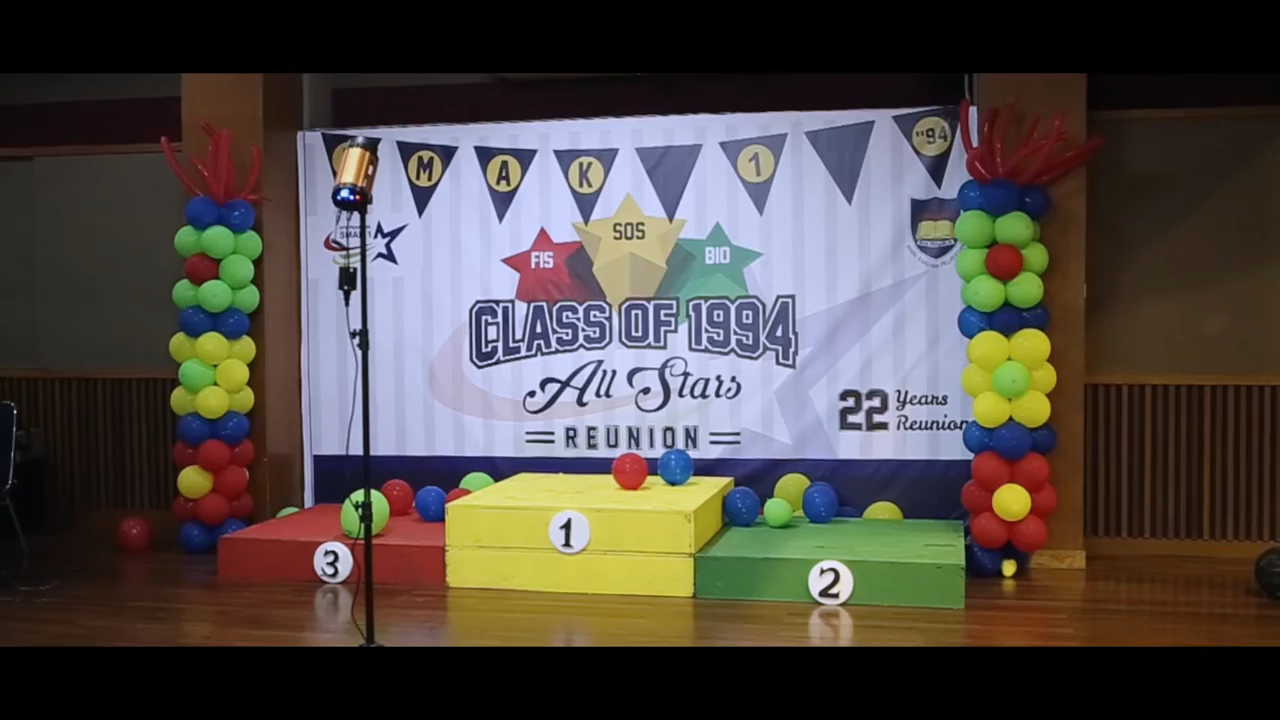 M A K 1 "94
SOS
FIS BIO
CLASS OF 1994
All Stars
REUNION
22 Years
Reunion
1
3
2